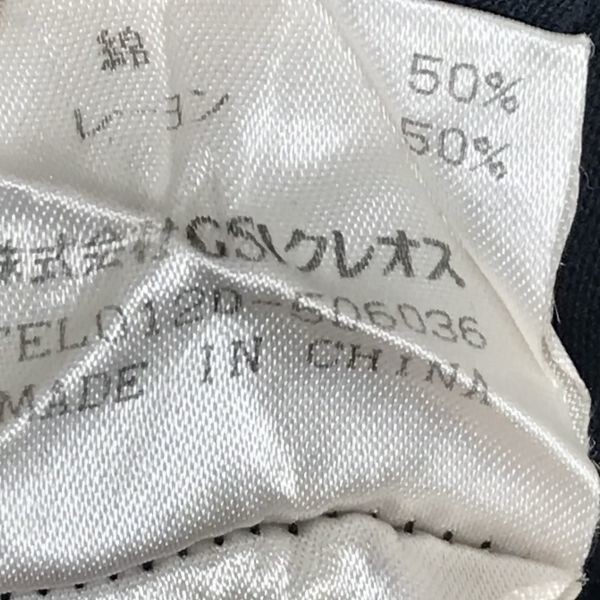 綿 50%
レーヨン 50%
株式会社GSIクレオス
TEL0120-506036
MADE IN CHINA